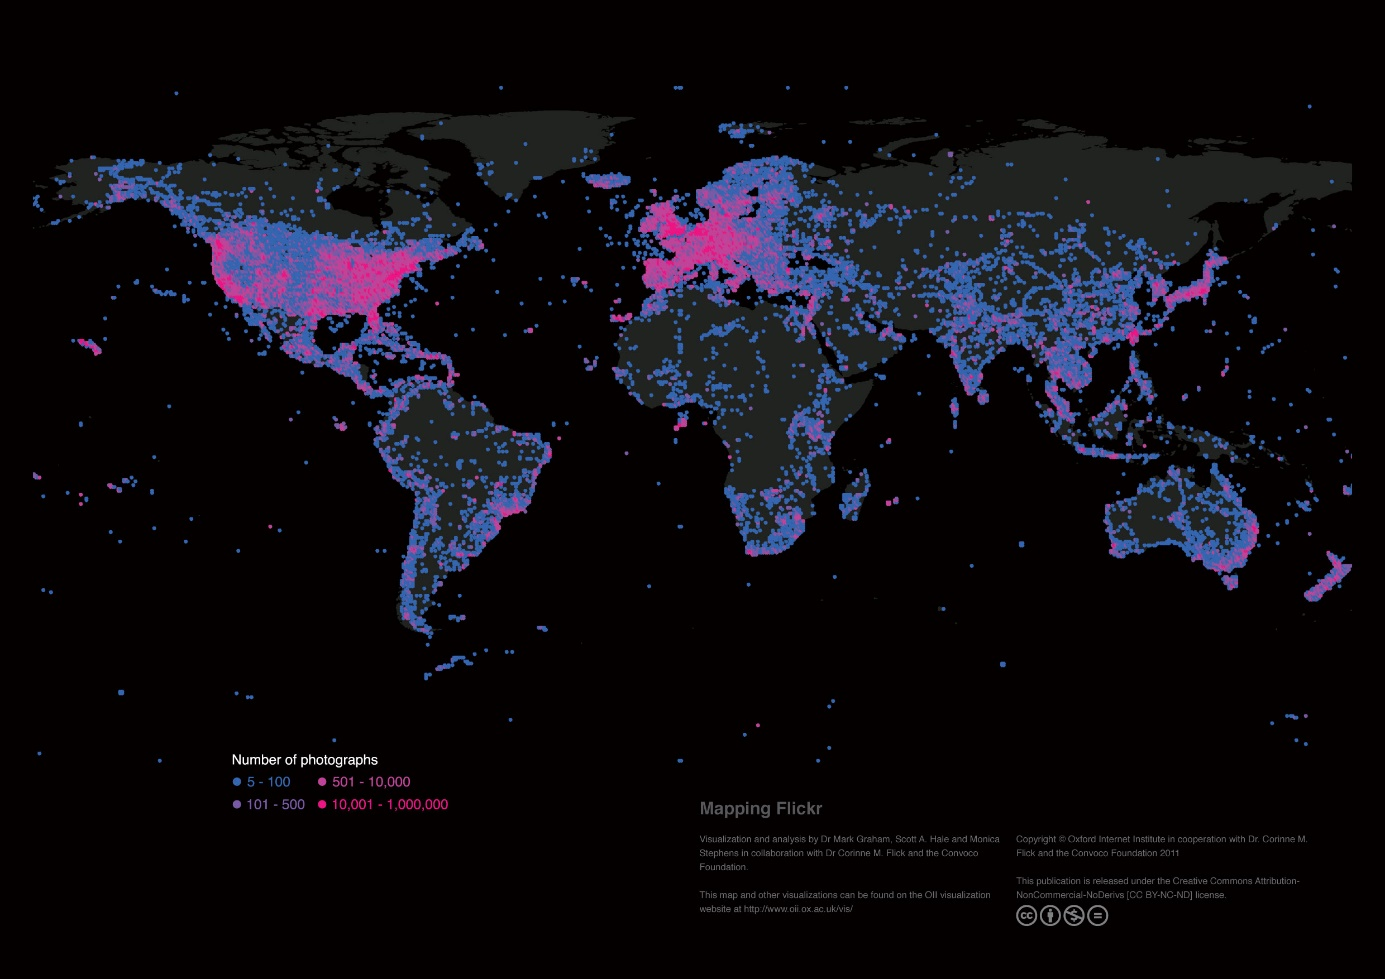 Number of photographs
5 - 100
501 - 10,000
101 - 500
10,001 - 1,000,000
Mapping Flickr
Visualization and analysis by Dr Mark Graham, Scott A. Hale and Monica
Stephens in collaboration with Dr Corinne M. Flick and the Convoco
Foundation.
This map and other visualizations can be found on the OII visualization
website at http://www.oii.ox.ac.uk/vis/
Copyright © Oxford Internet Institute in cooperation with Dr. Corinne M.
Flick and the Convoco Foundation 2011
This publication is released under the Creative Commons Attribution-
NonCommercial-NoDerivs [CC BY-NC-ND] license.
cc